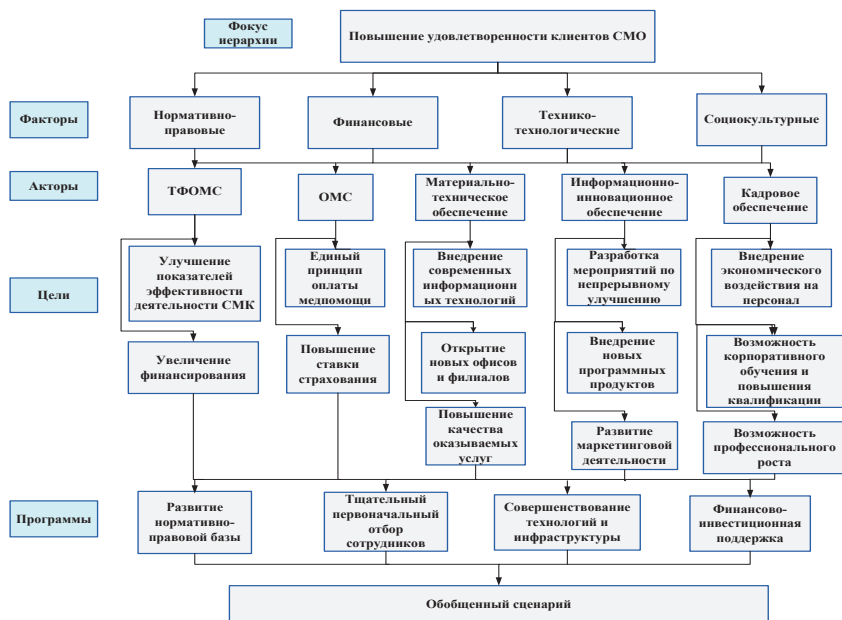 Фокус
иерархии
Повышение удовлетворенности клиентов СМО
Факторы
Нормативно-
правовые
Финансовые
Технико-
технологические
Социокультурные
Акторы
ТФОМС
ОМС
Материально-
техническое
обеспечение
Информационно-
инновационное
обеспечение
Кадровое
обеспечение
Цели
Улучшение
показателей
эффективности
деятельности СМК
Единый
принцип
оплаты
медпомощи
Внедрение
современных
информацион
ных технологий
Разработка
мероприятий по
непрерывному
улучшению
Внедрение
экономического
воздействия на
персонал
Увеличение
финансирования
Повышение
ставки
страхования
Открытие
новых офисов
и филиалов
Внедрение
новых
программных
продуктов
Возможность
корпоративного
обучения и
повышения
квалификации
Повышение
качества
оказываемых
услуг
Развитие
маркетинговой
деятельности
Возможность
профессионального
роста
Программы
Развитие
нормативно-
правовой базы
Тщательный
первоначальный
отбор
сотрудников
Совершенствование
технологий и
инфраструктуры
Финансово-
инвестиционная
поддержка
Обобщенный сценарий